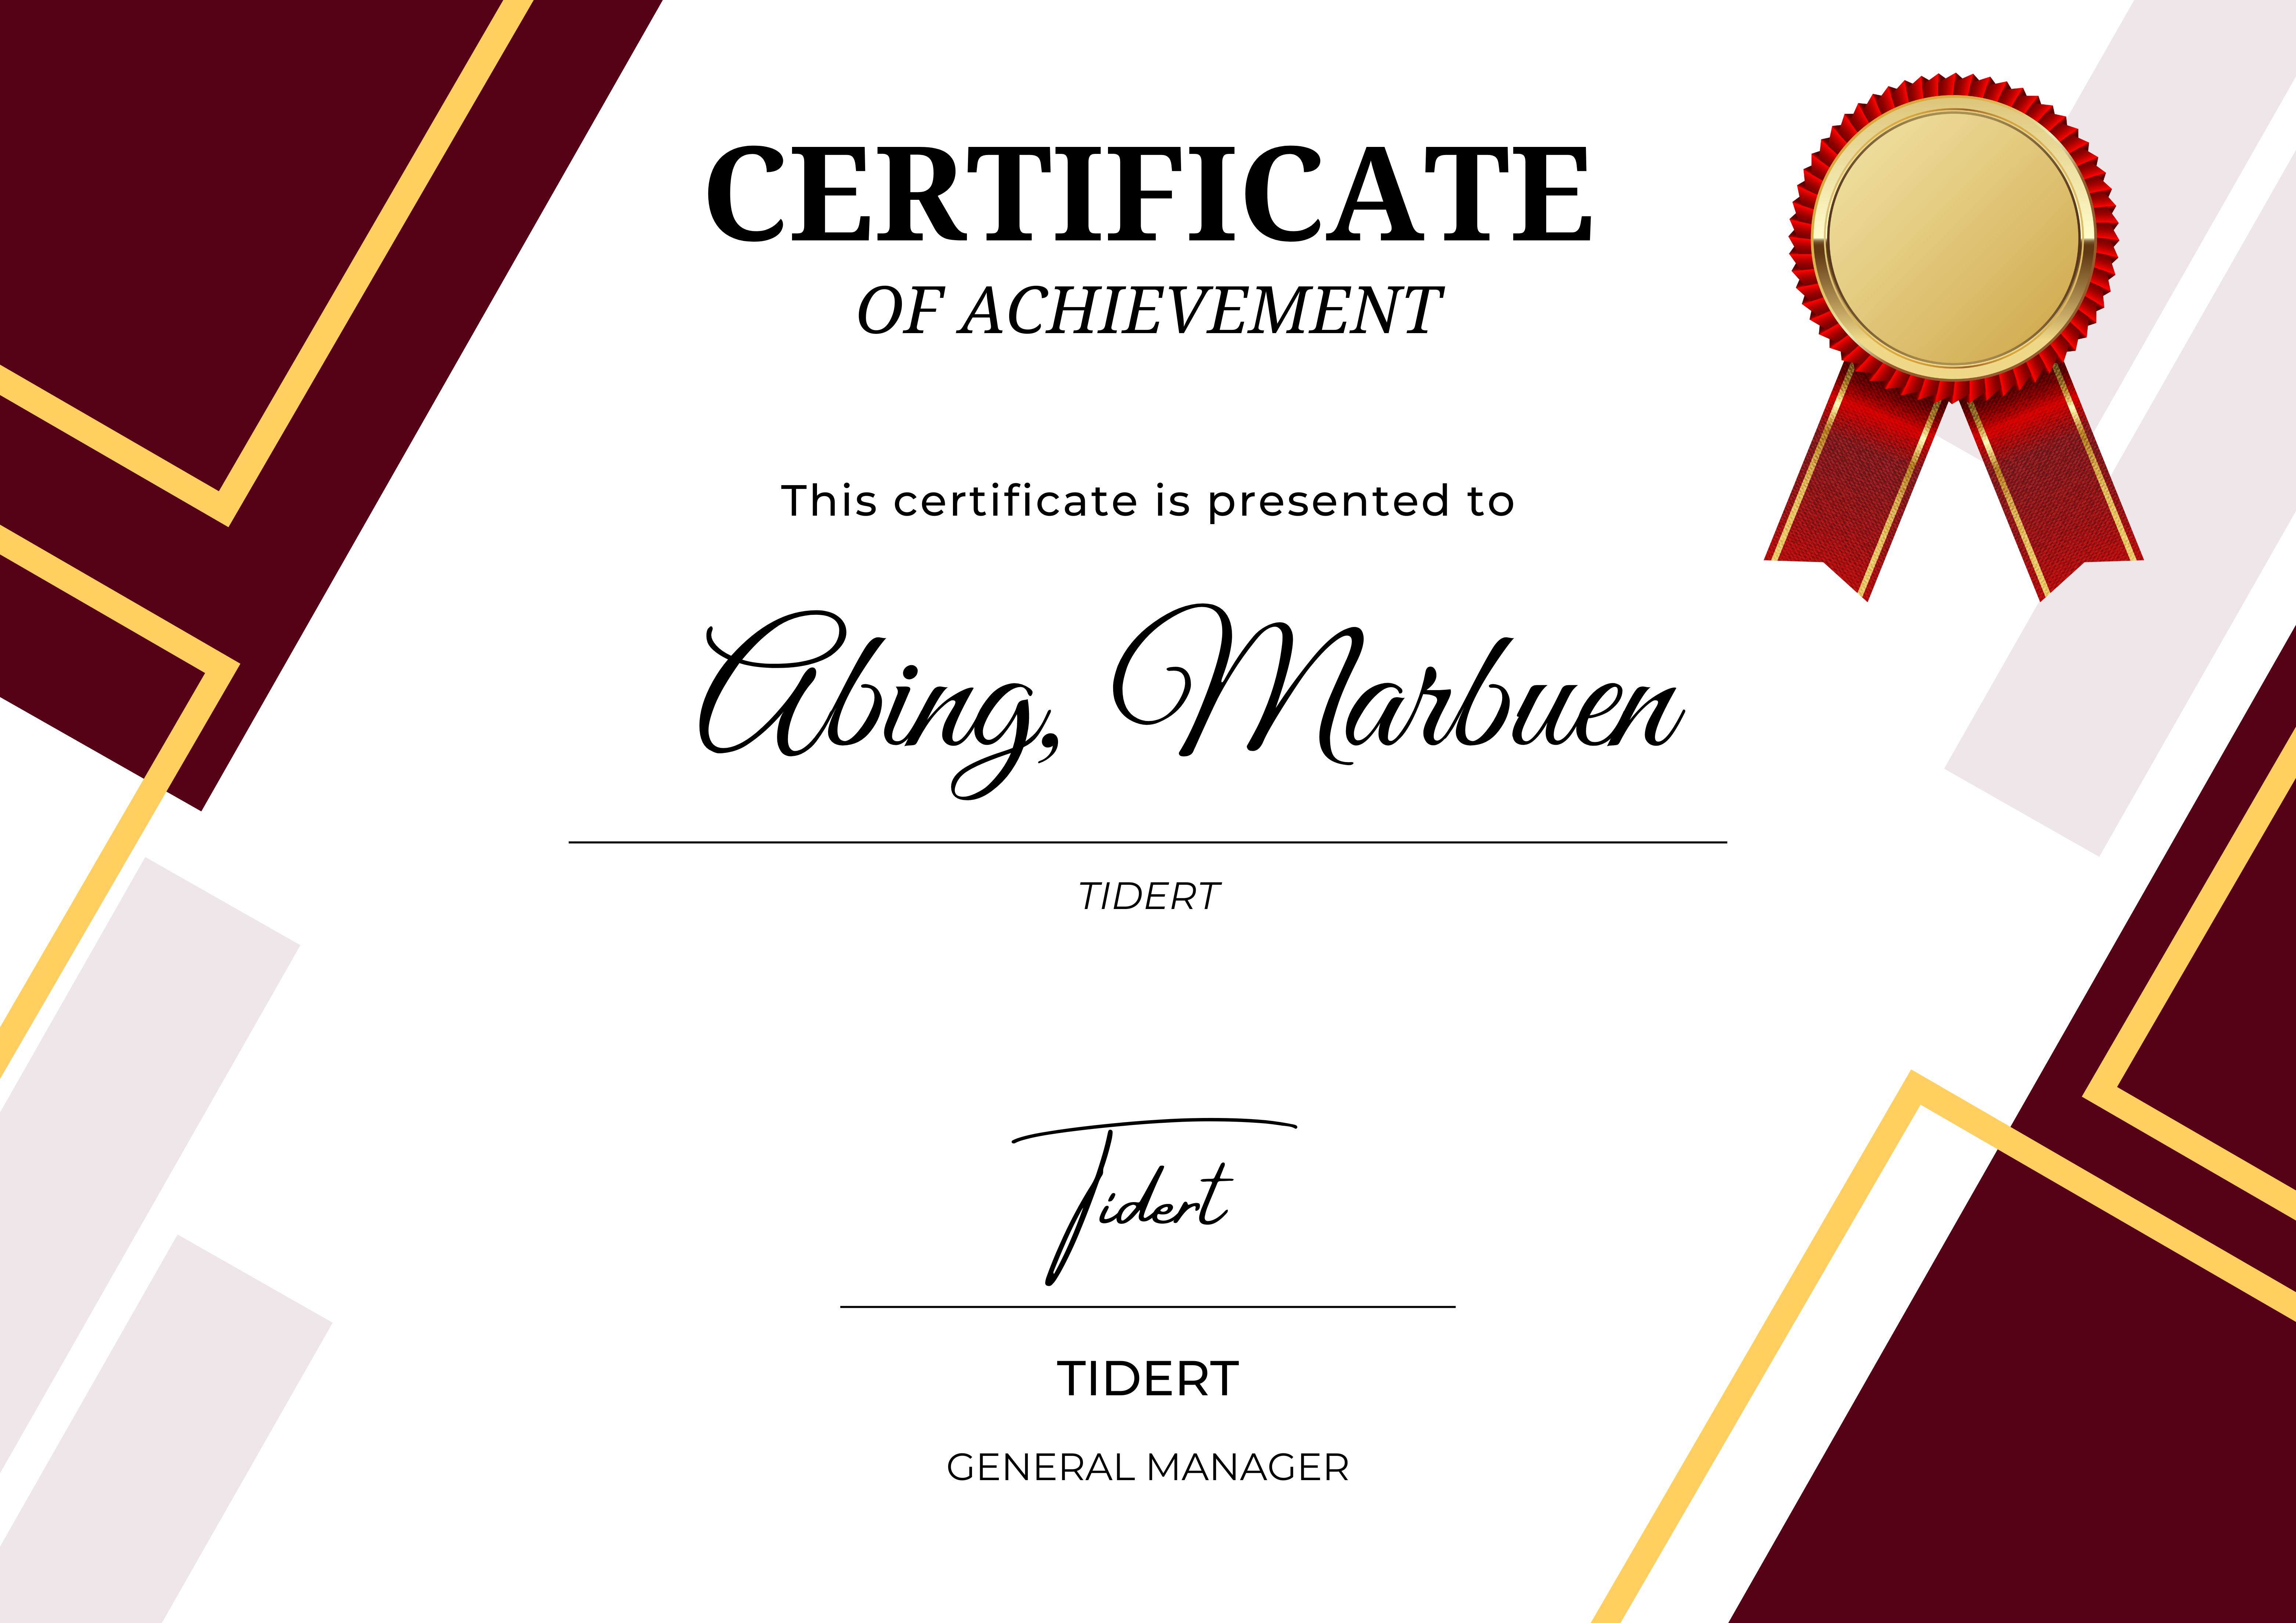 CERTIFICATE
OF ACHIEVEMENT
This certificate is presented to
Abing, Marbuen
TIDERT
Tidert
TIDERT
GENERAL MANAGER